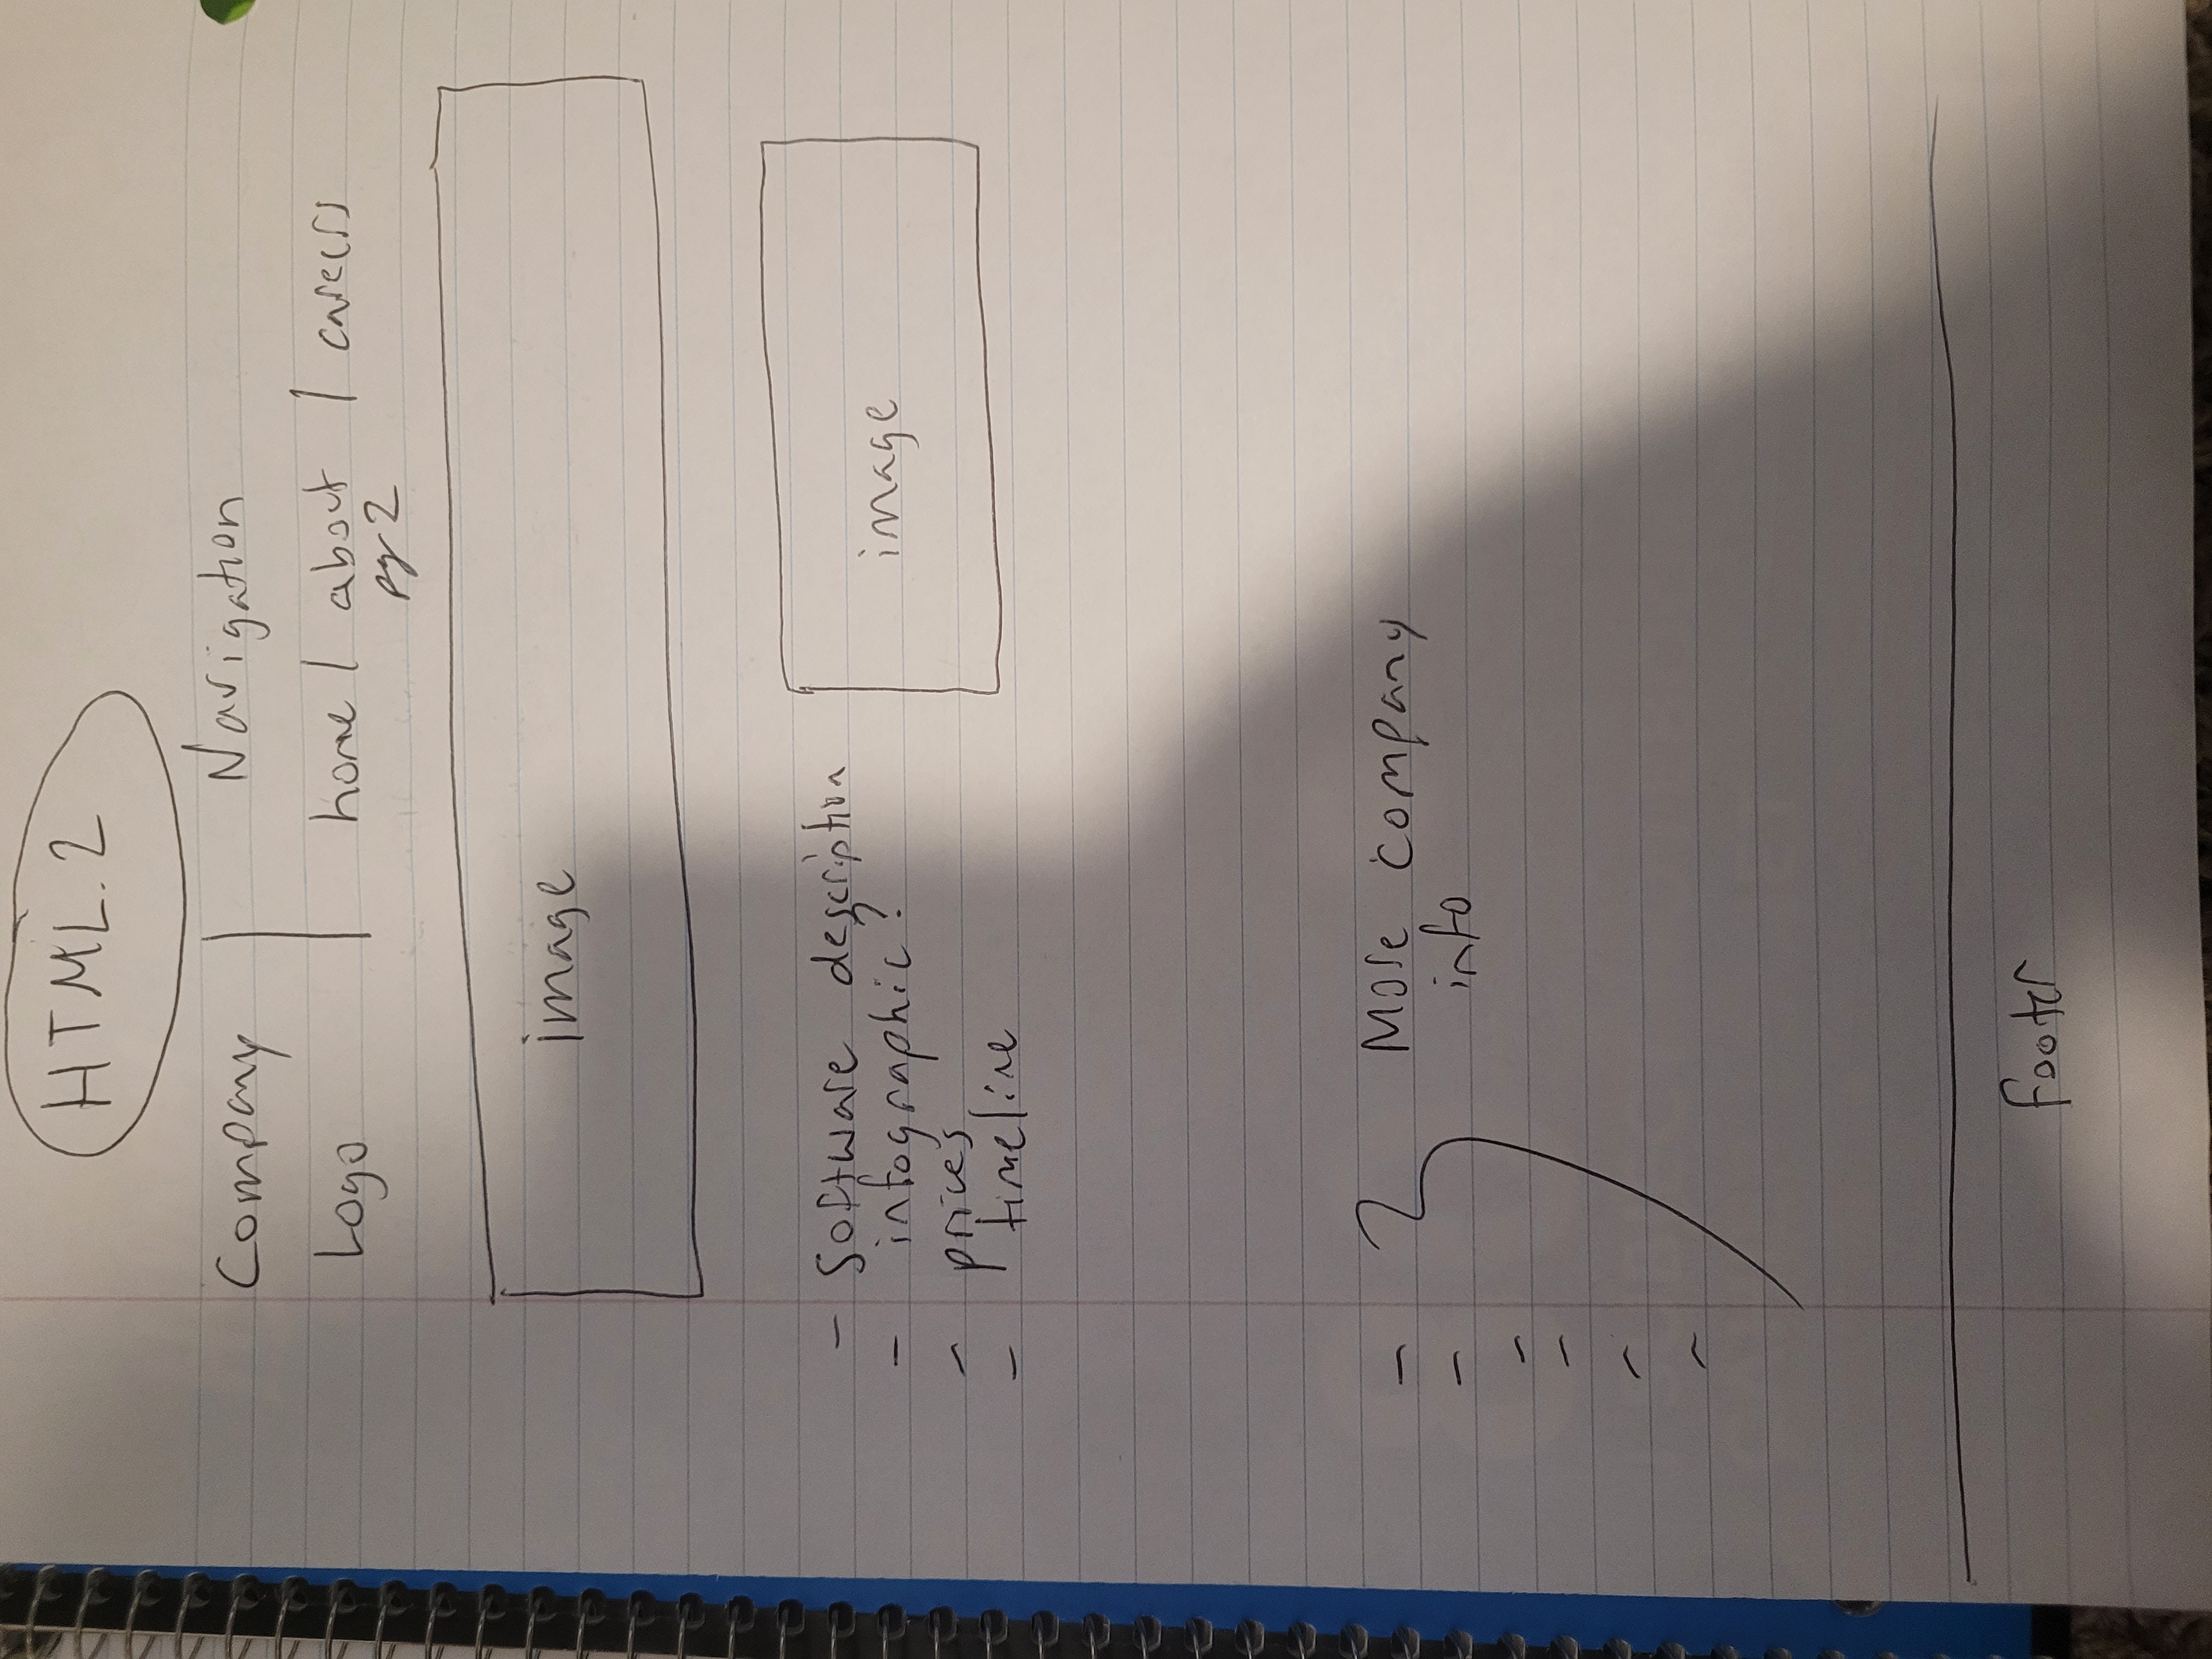 HTML.2
Company | Navigation
Logo | home | about | careers
pg 2
image
- Software description
- infographic?
- prices
- timeline
image
- More company
- info
-
-
-
-
Footer